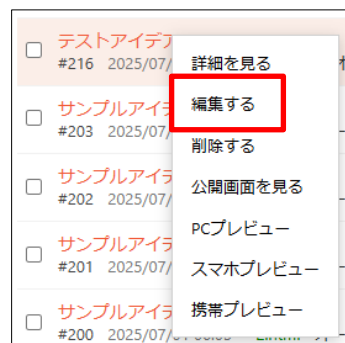 テストアイデア
#216 2025/07/
詳細を見る
サンプルアイデ
編集する
#203 2025/07/
削除する
サンプルアイデ
公開画面を見る
#202 2025/07/
サンプルアイデ
PCプレビュー
#201 2025/07/
スマホプレビュー
サンプルアイデ
携帯プレビュー
#200 2025/07/